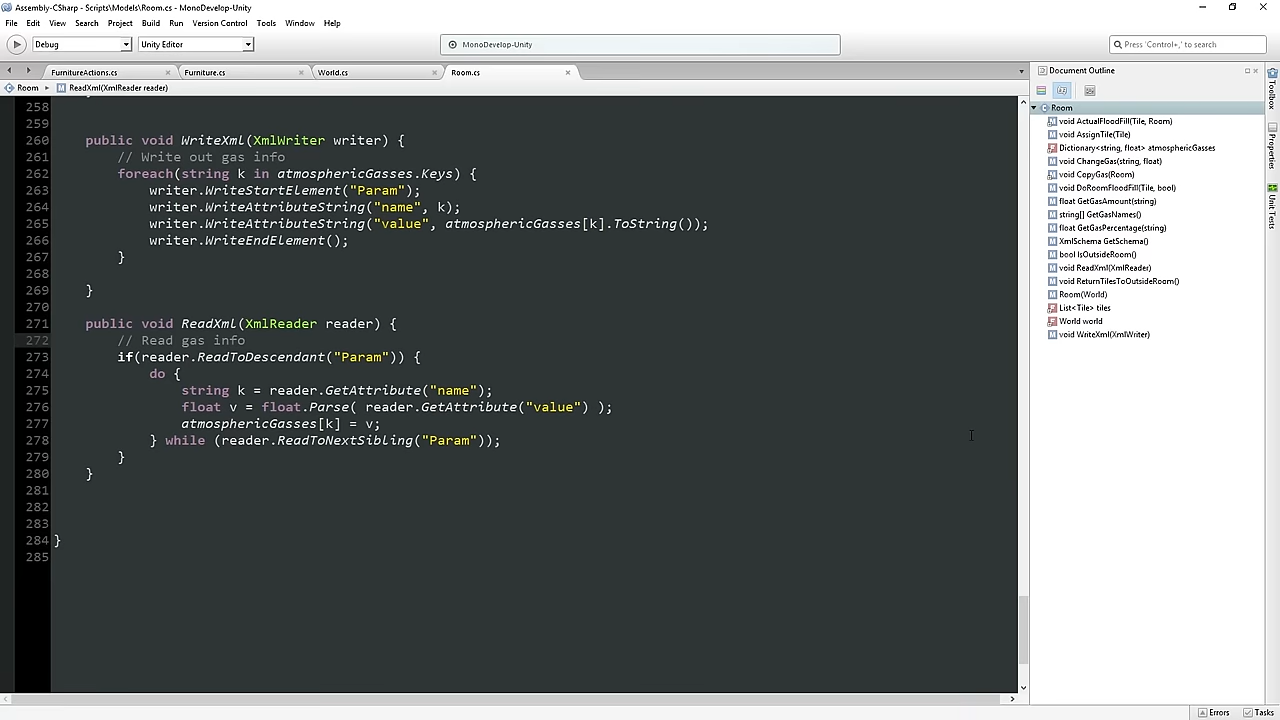 Assembly-CSharp - Scripts\Models\Room.cs - MonoDevelop-Unity
File Edit View Search Project Build Run Version Control Tools Window Help
Debug Unity Editor MonoDevelop-Unity Press 'Control+,' to search
FurnitureActions.cs Furniture.cs World.cs Room.cs
Room ReadXml(XmlReader reader)
258
259
260 public void WriteXml(XmlWriter writer) {
261 // Write out gas info
262 foreach(string k in atmosphericGasses.Keys) {
263 writer.WriteStartElement("Param");
264 writer.WriteAttributeString("name", k);
265 writer.WriteAttributeString("value", atmosphericGasses[k].ToString());
266 writer.WriteEndElement();
267 }
268
269 }
270
271 public void ReadXml(XmlReader reader) {
272 // Read gas info
273 if(reader.ReadToDescendant("Param")) {
274 do {
275 string k = reader.GetAttribute("name");
276 float v = float.Parse( reader.GetAttribute("value") );
277 atmosphericGasses[k] = v;
278 } while (reader.ReadToNextSibling("Param"));
279 }
280 }
281
282
283
284 }
285
Document Outline
Room
void ActualFloodFill(Tile, Room)
void AssignTile(Tile)
Dictionary<string, float> atmosphericGasses
void ChangeGas(string, float)
void CopyGas(Room)
void DoRoomFloodFill(Tile, bool)
float GetGasAmount(string)
string[] GetGasNames()
float GetGasPercentage(string)
XmlSchema GetSchema()
bool IsOutsideRoom()
void ReadXml(XmlReader)
void ReturnTilesToOutsideRoom()
Room(World)
List<Tile> tiles
World world
void WriteXml(XmlWriter)
Toolbox
Properties
Unit Tests
Errors Tasks